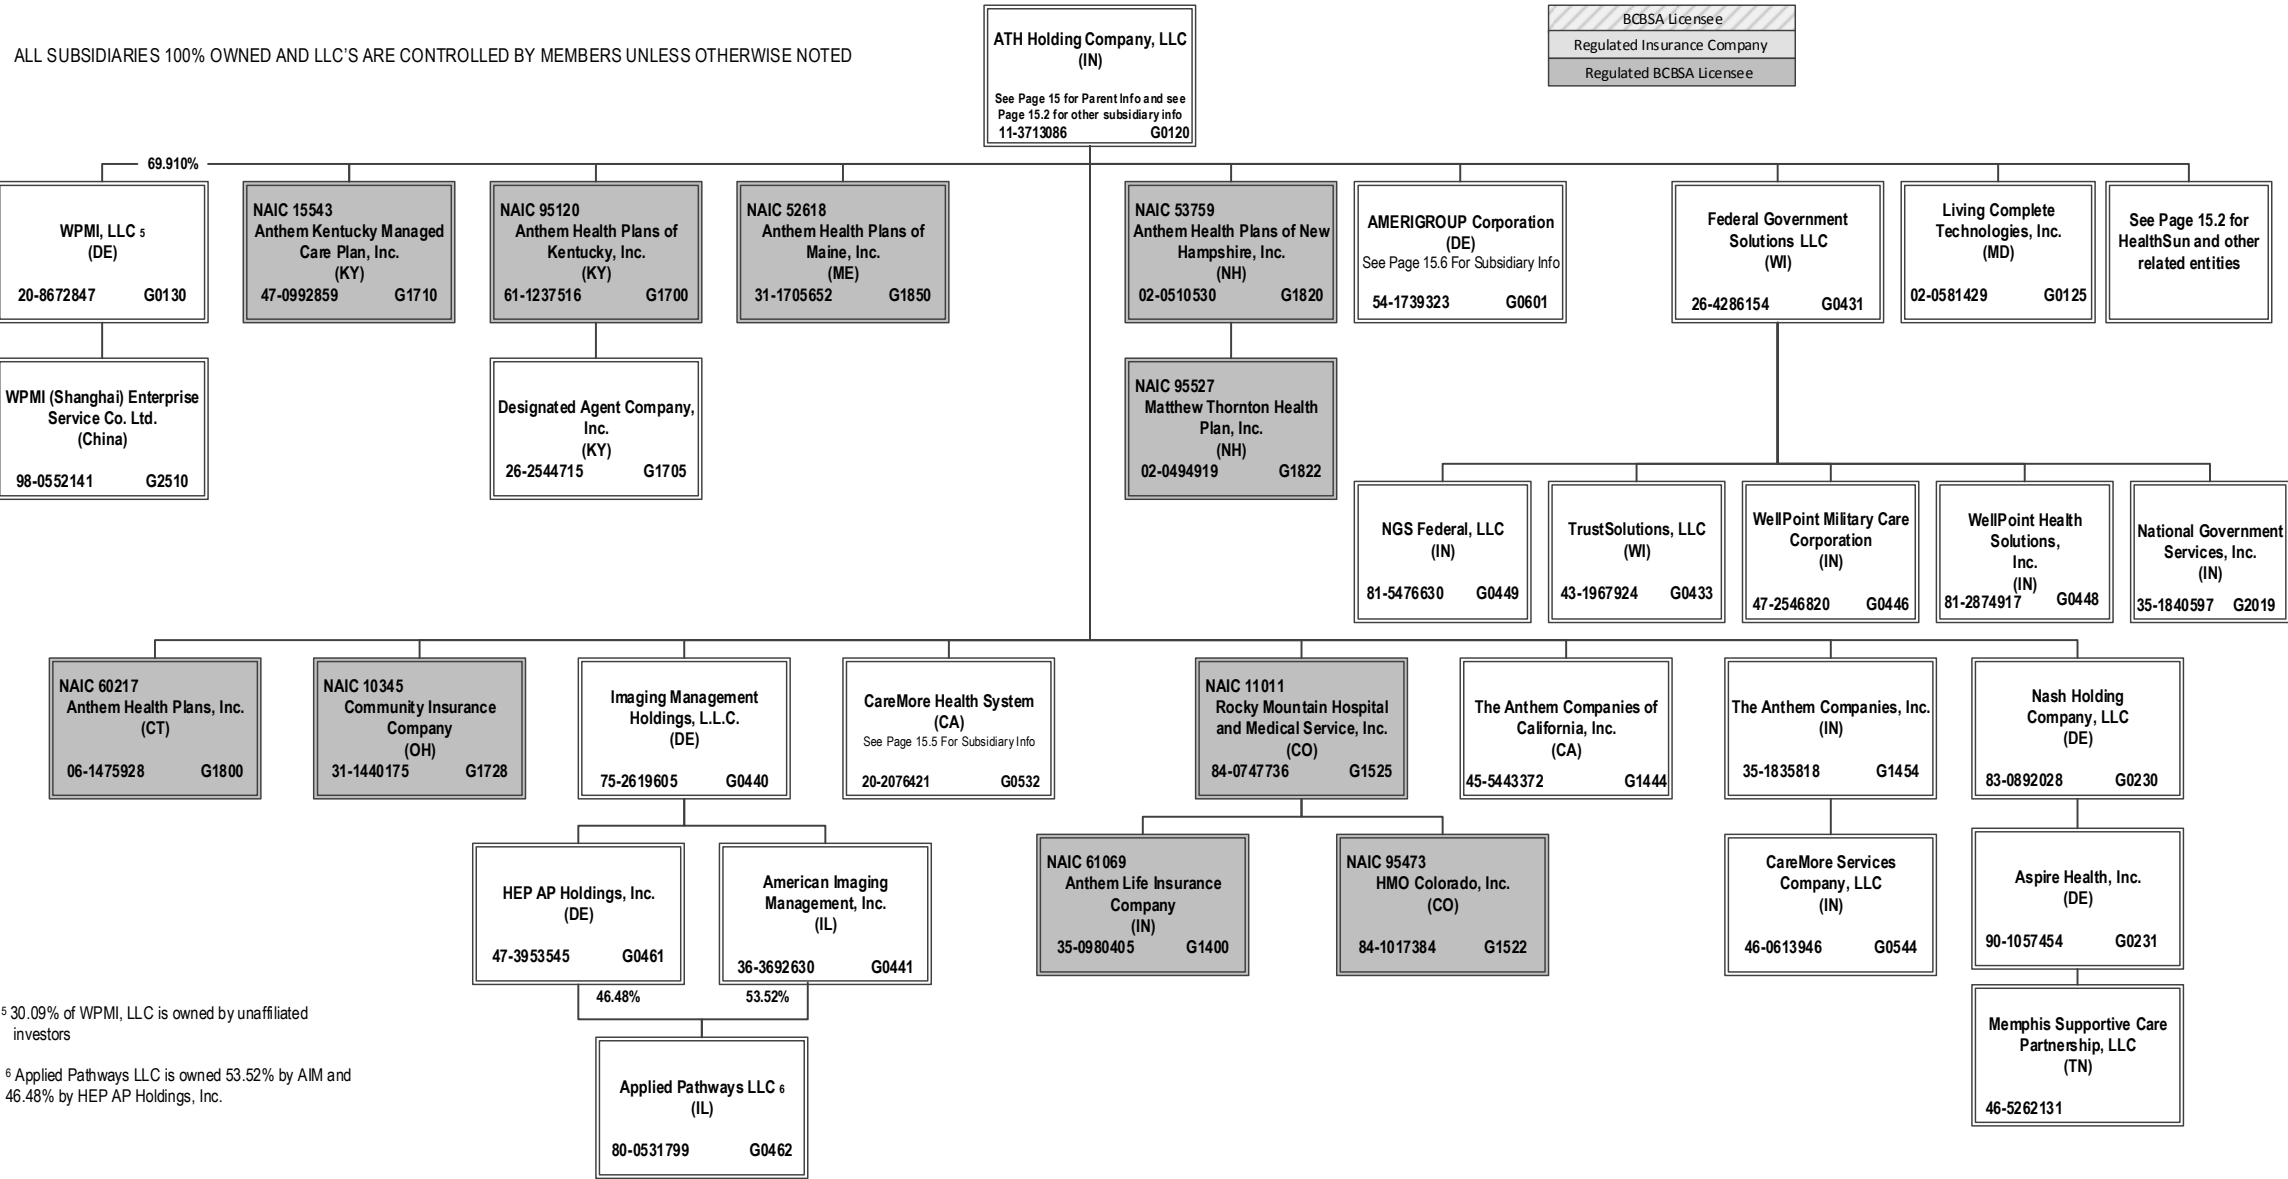 ALL SUBSIDIARIES 100% OWNED AND LLC'S ARE CONTROLLED BY MEMBERS UNLESS OTHERWISE NOTED
ATH Holding Company, LLC
(IN)
See Page 15 for Parent Info and see
Page 15.2 for other subsidiary info
11-3713086 G0120
BCBSA Licensee
Regulated Insurance Company
Regulated BCBSA Licensee
69.910%
WPMI, LLC 5
(DE)
20-8672847 G0130
NAIC 15543
Anthem Kentucky Managed
Care Plan, Inc.
(KY)
47-0992859 G1710
NAIC 95120
Anthem Health Plans of
Kentucky, Inc.
(KY)
61-1237516 G1700
NAIC 52618
Anthem Health Plans of
Maine, Inc.
(ME)
31-1705652 G1850
NAIC 53759
Anthem Health Plans of New
Hampshire, Inc.
(NH)
02-0510530 G1820
AMERIGROUP Corporation
(DE)
See Page 15.6 For Subsidiary Info
54-1739323 G0601
Federal Government
Solutions LLC
(WI)
26-4286154 G0431
Living Complete
Technologies, Inc.
(MD)
02-0581429 G0125
See Page 15.2 for
HealthSun and other
related entities
WPMI (Shanghai) Enterprise
Service Co. Ltd.
(China)
98-0552141 G2510
Designated Agent Company,
Inc.
(KY)
26-2544715 G1705
NAIC 95527
Matthew Thornton Health
Plan, Inc.
(NH)
02-0494919 G1822
NGS Federal, LLC
(IN)
81-5476630 G0449
TrustSolutions, LLC
(WI)
43-1967924 G0433
WellPoint Military Care
Corporation
(IN)
47-2546820 G0446
WellPoint Health
Solutions,
Inc.
(IN)
81-2874917 G0448
National Government
Services, Inc.
(IN)
35-1840597 G2019
NAIC 60217
Anthem Health Plans, Inc.
(CT)
06-1475928 G1800
NAIC 10345
Community Insurance
Company
(OH)
31-1440175 G1728
Imaging Management
Holdings, L.L.C.
(DE)
75-2619605 G0440
CareMore Health System
(CA)
See Page 15.5 For Subsidiary Info
20-2076421 G0532
NAIC 11011
Rocky Mountain Hospital
and Medical Service, Inc.
(CO)
84-0747736 G1525
The Anthem Companies of
California, Inc.
(CA)
45-5443372 G1444
The Anthem Companies, Inc.
(IN)
35-1835818 G1454
Nash Holding
Company, LLC
(DE)
83-0892028 G0230
HEP AP Holdings, Inc.
(DE)
47-3953545 G0461
American Imaging
Management, Inc.
(IL)
36-3692630 G0441
NAIC 61069
Anthem Life Insurance
Company
(IN)
35-0980405 G1400
NAIC 95473
HMO Colorado, Inc.
(CO)
84-1017384 G1522
CareMore Services
Company, LLC
(IN)
46-0613946 G0544
Aspire Health, Inc.
(DE)
90-1057454 G0231
46.48% 53.52%
Applied Pathways LLC 6
(IL)
80-0531799 G0462
Memphis Supportive Care
Partnership, LLC
(TN)
46-5262131
5 30.09% of WPMI, LLC is owned by unaffiliated
investors
6 Applied Pathways LLC is owned 53.52% by AIM and
46.48% by HEP AP Holdings, Inc.